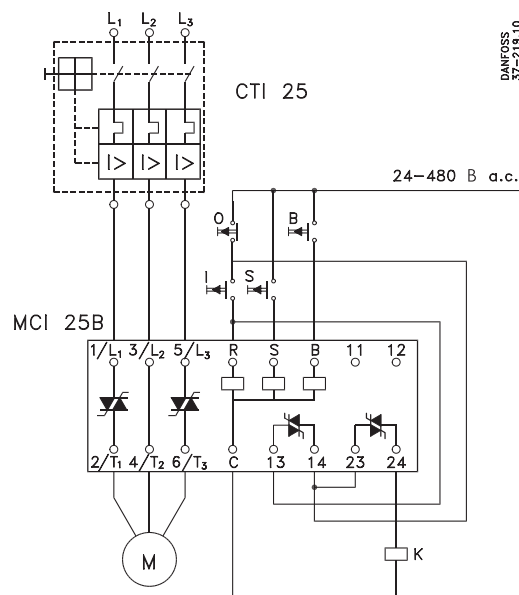 L1 L2 L3
DANFOSS
37-219.10
CTI 25
I> I> I>
24-480 В a.c.
O B
I S
MCI 25B
1/L1 3/L2 5/L3 R S B 11 12
2/T1 4/T2 6/T3 C 13 14 23 24
M K